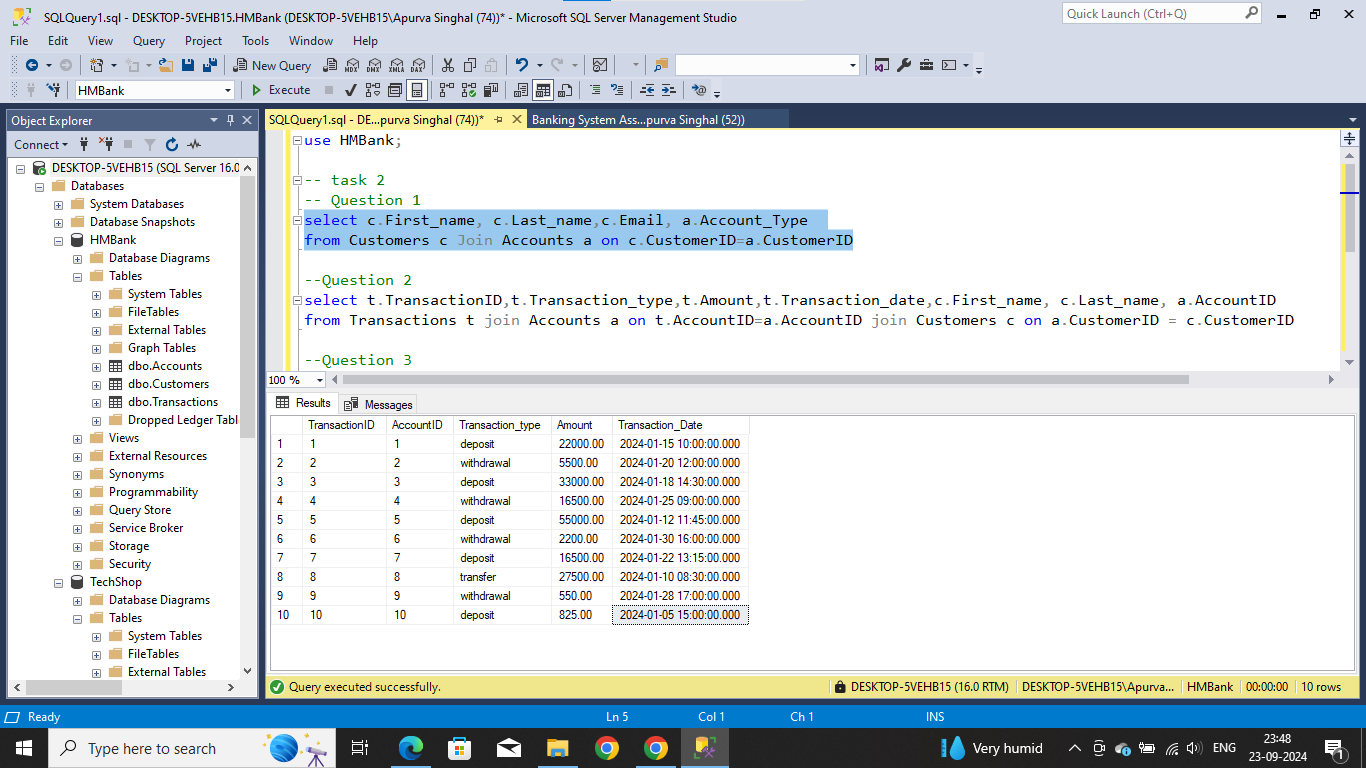 SQLQuery1.sql - DESKTOP-5VEHB15.HMBank (DESKTOP-5VEHB15\Apurva Singhal (74))* - Microsoft SQL Server Management Studio
Quick Launch (Ctrl+Q)
File Edit View Query Project Tools Window Help
New Query MDX DMX XMLA DAX
HMBank Execute
Object Explorer
SQLQuery1.sql - DE...purva Singhal (74))* Banking System Ass...purva Singhal (52))
Connect
DESKTOP-5VEHB15 (SQL Server 16.0
Databases
System Databases
Database Snapshots
HMBank
Database Diagrams
Tables
System Tables
FileTables
External Tables
Graph Tables
dbo.Accounts
dbo.Customers
dbo.Transactions
Dropped Ledger Tabl
Views
External Resources
Synonyms
Programmability
Query Store
Service Broker
Storage
Security
TechShop
Database Diagrams
Tables
System Tables
FileTables
External Tables
use HMBank;
-- task 2
-- Question 1
select c.First_name, c.Last_name,c.Email, a.Account_Type
from Customers c Join Accounts a on c.CustomerID=a.CustomerID
--Question 2
select t.TransactionID,t.Transaction_type,t.Amount,t.Transaction_date,c.First_name, c.Last_name, a.AccountID
from Transactions t join Accounts a on t.AccountID=a.AccountID join Customers c on a.CustomerID = c.CustomerID
--Question 3
100 %
Results Messages
TransactionID AccountID Transaction_type Amount Transaction_Date
1 1 1 deposit 22000.00 2024-01-15 10:00:00.000
2 2 2 withdrawal 5500.00 2024-01-20 12:00:00.000
3 3 3 deposit 33000.00 2024-01-18 14:30:00.000
4 4 4 withdrawal 16500.00 2024-01-25 09:00:00.000
5 5 5 deposit 55000.00 2024-01-12 11:45:00.000
6 6 6 withdrawal 2200.00 2024-01-30 16:00:00.000
7 7 7 deposit 16500.00 2024-01-22 13:15:00.000
8 8 8 transfer 27500.00 2024-01-10 08:30:00.000
9 9 9 withdrawal 550.00 2024-01-28 17:00:00.000
10 10 10 deposit 825.00 2024-01-05 15:00:00.000
Query executed successfully. DESKTOP-5VEHB15 (16.0 RTM) DESKTOP-5VEHB15\Apurva... HMBank 00:00:00 10 rows
Ready Ln 5 Col 1 Ch 1 INS
Type here to search Very humid ENG 23:48
23-09-2024 1